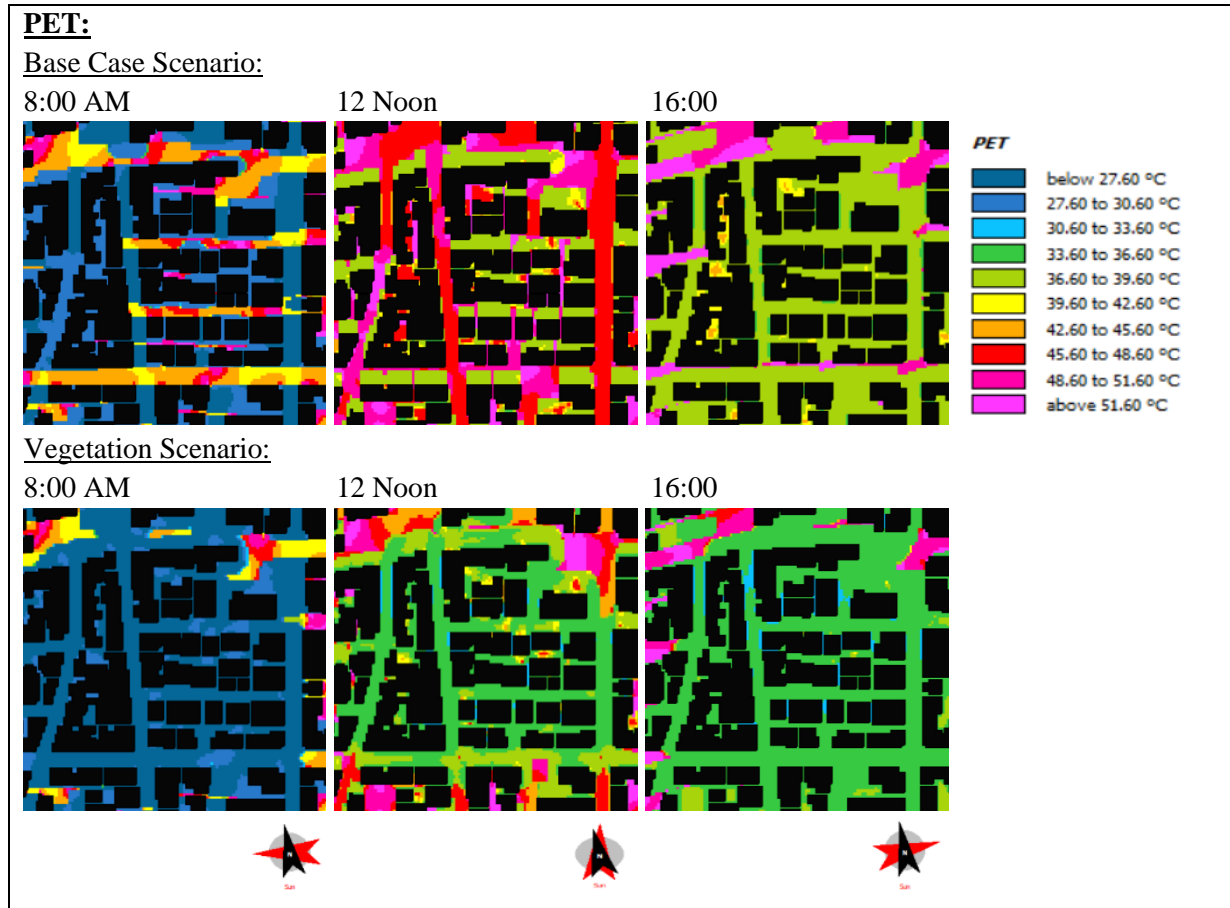 PET:
Base Case Scenario:
8:00 AM 12 Noon 16:00
PET
below 27.60 °C
27.60 to 30.60 °C
30.60 to 33.60 °C
33.60 to 36.60 °C
36.60 to 39.60 °C
39.60 to 42.60 °C
42.60 to 45.60 °C
45.60 to 48.60 °C
48.60 to 51.60 °C
above 51.60 °C
Vegetation Scenario:
8:00 AM 12 Noon 16:00
N N N
Sun Sun Sun